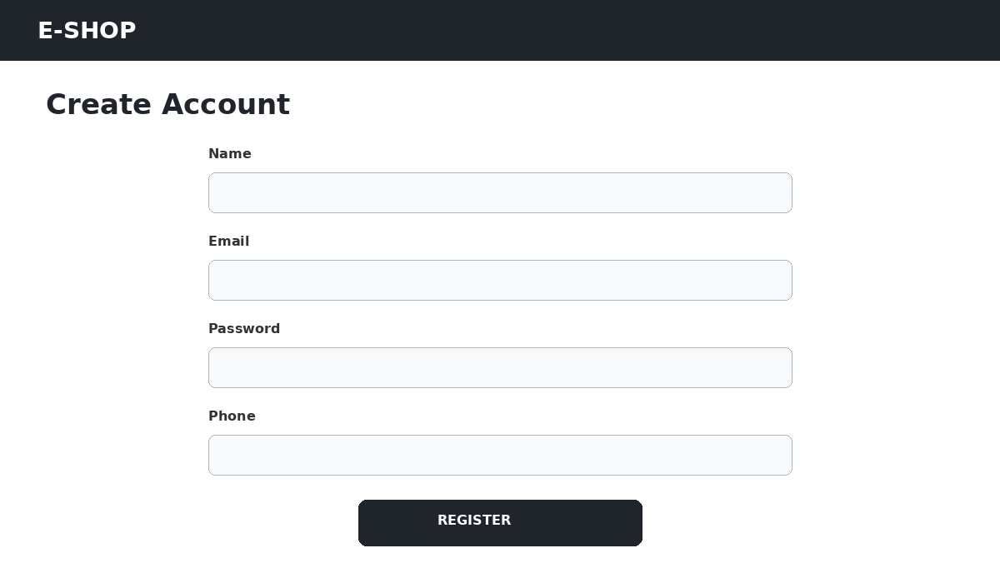 E-SHOP
Create Account
Name
Email
Password
Phone
REGISTER